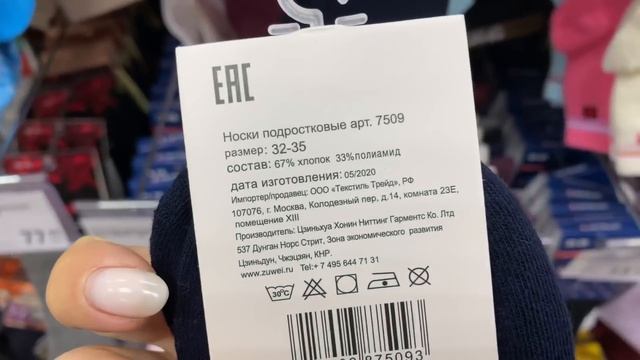 EAC
Носки подростковые арт. 7509
размер: 32-35
состав: 67% хлопок 33%полиамид
дата изготовления: 05/2020
Импортер/продавец: ООО «Текстиль Трейд», РФ
107076, г. Москва, Колодезный пер, д.14, комната 23Е,
помещение XIII
Производитель: Цзиньхуа Хонин Ниттинг Гарментс Ко. Лтд
537 Дунган Норс Стрит, Зона экономического развития
Цзиньдун, Чжэцзян, КНР.
www.zuwei.ru Tel:+ 7 495 644 71 31
30°C
875093